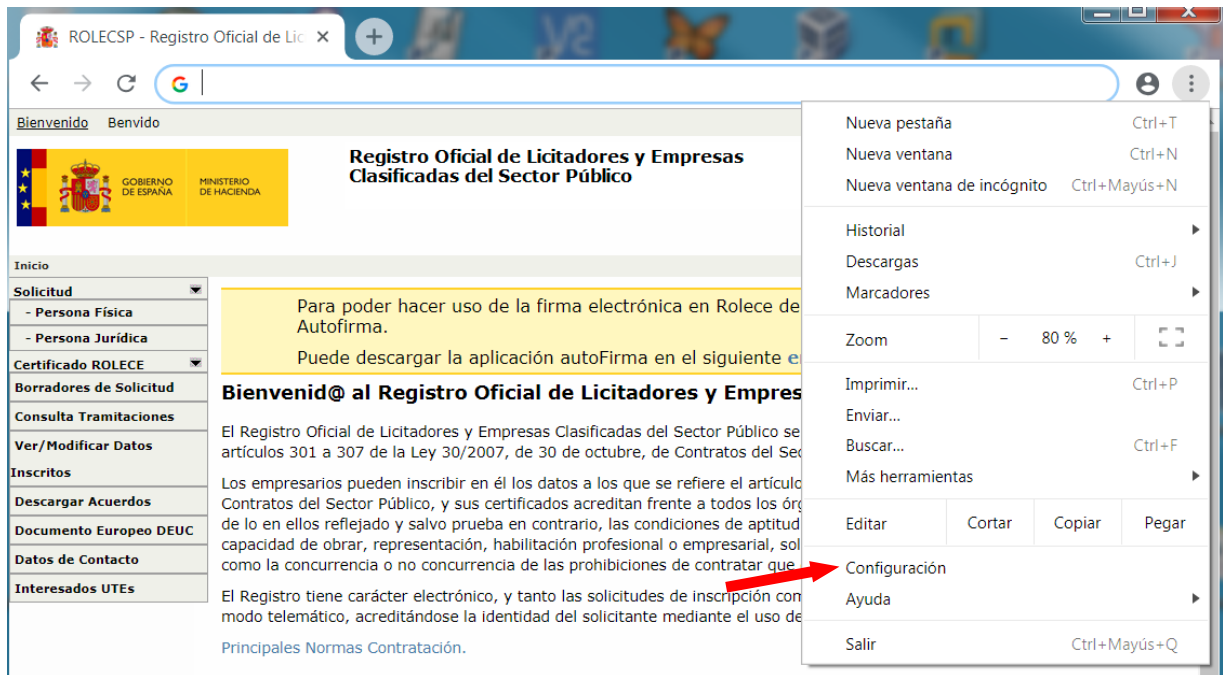 ROLECSP - Registro Oficial de Lic
Bienvenido Benvido
GOBIERNO DE ESPAÑA
MINISTERIO DE HACIENDA
Registro Oficial de Licitadores y Empresas
Clasificadas del Sector Público
Inicio
Solicitud
- Persona Física
- Persona Jurídica
Certificado ROLECE
Borradores de Solicitud
Consulta Tramitaciones
Ver/Modificar Datos
Inscritos
Descargar Acuerdos
Documento Europeo DEUC
Datos de Contacto
Interesados UTEs
Para poder hacer uso de la firma electrónica en Rolece de
Autofirma.
Puede descargar la aplicación autoFirma en el siguiente e
Bienvenid@ al Registro Oficial de Licitadores y Empres
El Registro Oficial de Licitadores y Empresas Clasificadas del Sector Público se
artículos 301 a 307 de la Ley 30/2007, de 30 de octubre, de Contratos del Sec
Los empresarios pueden inscribir en él los datos a los que se refiere el artículo
Contratos del Sector Público, y sus certificados acreditan frente a todos los órg
de lo en ellos reflejado y salvo prueba en contrario, las condiciones de aptitud
capacidad de obrar, representación, habilitación profesional o empresarial, sol
como la concurrencia o no concurrencia de las prohibiciones de contratar que
El Registro tiene carácter electrónico, y tanto las solicitudes de inscripción com
modo telemático, acreditándose la identidad del solicitante mediante el uso de
Principales Normas Contratación.
Nueva pestaña Ctrl+T
Nueva ventana Ctrl+N
Nueva ventana de incógnito Ctrl+Mayús+N
Historial
Descargas Ctrl+J
Marcadores
Zoom - 80 % +
Imprimir... Ctrl+P
Enviar...
Buscar... Ctrl+F
Más herramientas
Editar Cortar Copiar Pegar
Configuración
Ayuda
Salir Ctrl+Mayús+Q